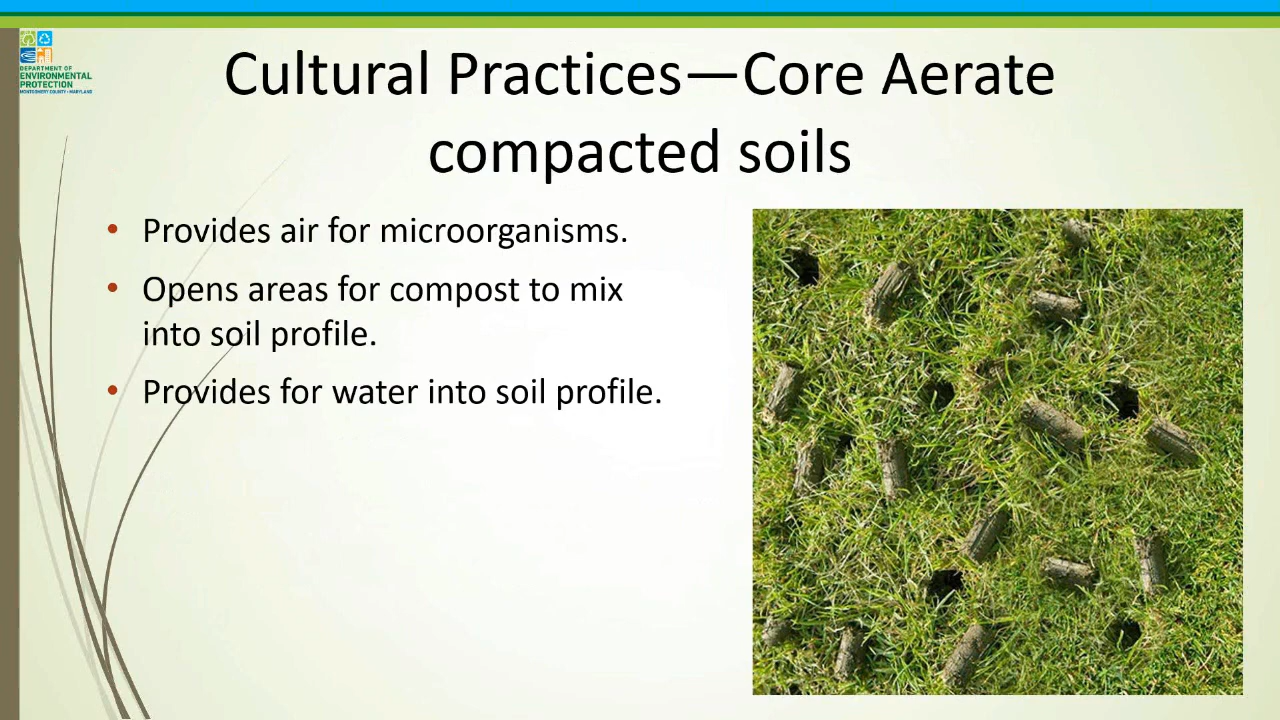 DEPARTMENT OF
ENVIRONMENTAL
PROTECTION
MONTGOMERY COUNTY • MARYLAND
Cultural Practices—Core Aerate
compacted soils
• Provides air for microorganisms.
• Opens areas for compost to mix
into soil profile.
• Provides for water into soil profile.